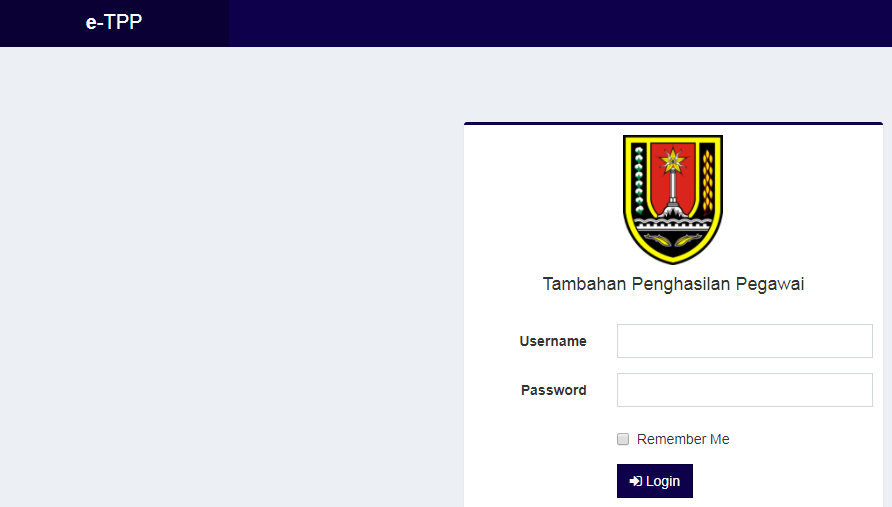 e-TPP
Tambahan Penghasilan Pegawai
Username
Password
Remember Me
Login